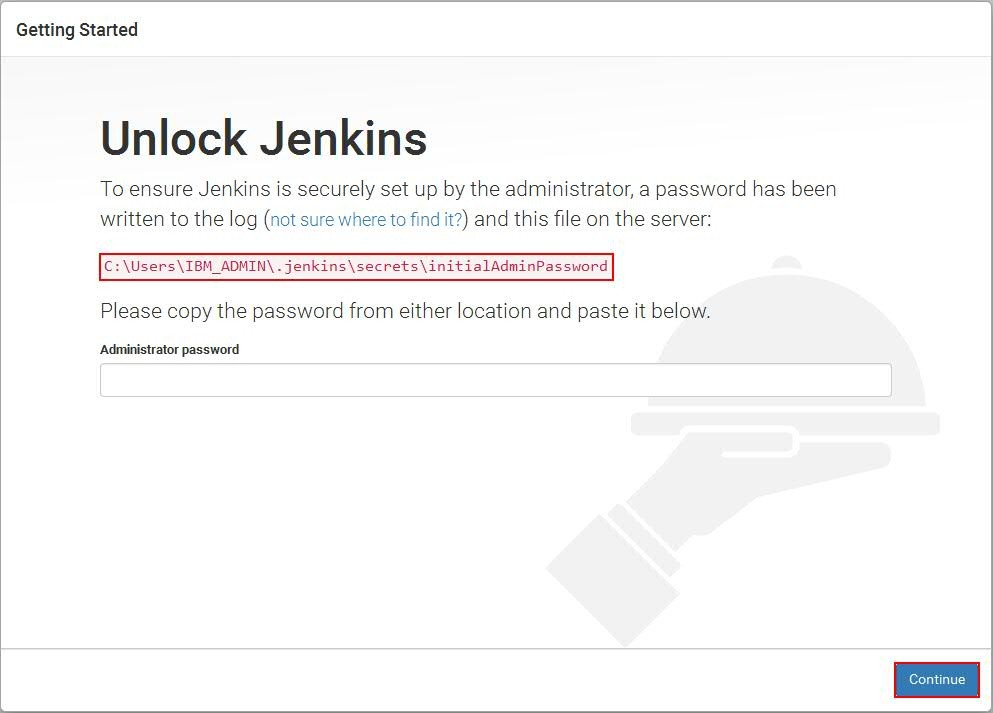 Getting Started
Unlock Jenkins
To ensure Jenkins is securely set up by the administrator, a password has been
written to the log (not sure where to find it?) and this file on the server:
C:\Users\IBM_ADMIN\.jenkins\secrets\initialAdminPassword
Please copy the password from either location and paste it below.
Administrator password
Continue